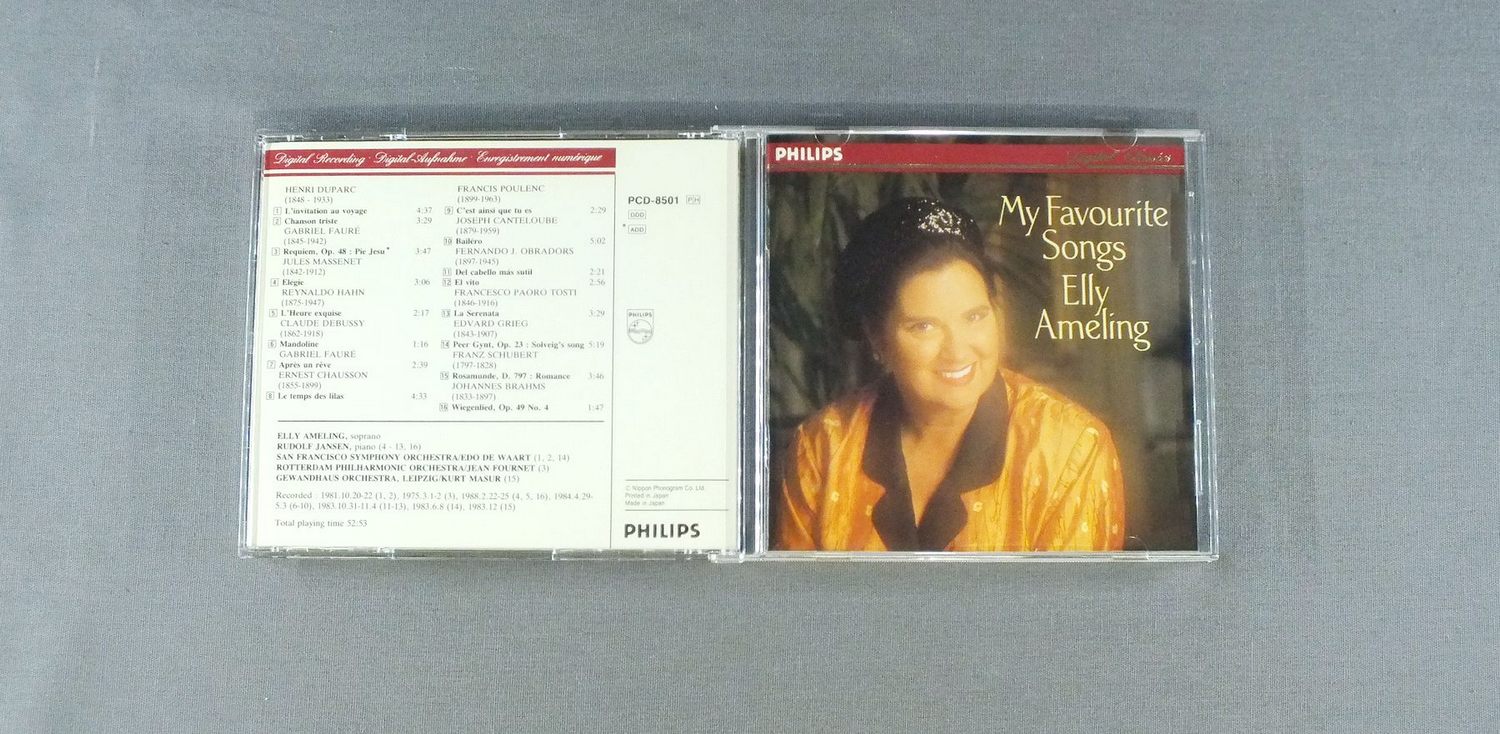 Digital Recording · Digital-Aufnahme · Enregistrement numérique
HENRI DUPARC
(1848 - 1933)
1 L'invitation au voyage 4:37
2 Chanson triste 3:29
GABRIEL FAURÉ
(1845-1942)
3 Requiem, Op. 48 : Pie Jesu* 3:47
JULES MASSENET
(1842-1912)
4 Elégie 3:06
REYNALDO HAHN
(1875-1947)
5 L'Heure exquise 2:17
CLAUDE DEBUSSY
(1862-1918)
6 Mandoline 1:16
GABRIEL FAURÉ
7 Après un rêve 2:39
ERNEST CHAUSSON
(1855-1899)
8 Le temps des lilas 4:33
FRANCIS POULENC
(1899-1963)
9 C'est ainsi que tu es 2:29
JOSEPH CANTELOUBE
(1879-1959)
10 Baïléro 5:02
FERNANDO J. OBRADORS
(1897-1945)
11 Del cabello más sutil 2:21
12 El vito 2:56
FRANCESCO PAORO TOSTI
(1846-1916)
13 La Serenata 3:29
EDVARD GRIEG
(1843-1907)
14 Peer Gynt, Op. 23 : Solveig's song 5:19
FRANZ SCHUBERT
(1797-1828)
15 Rosamunde, D. 797 : Romance 3:46
JOHANNES BRAHMS
(1833-1897)
16 Wiegenlied, Op. 49 No. 4 1:47
ELLY AMELING, soprano
RUDOLF JANSEN, piano (4 - 13, 16)
SAN FRANCISCO SYMPHONY ORCHESTRA/EDO DE WAART (1, 2, 14)
ROTTERDAM PHILHARMONIC ORCHESTRA/JEAN FOURNET (3)
GEWANDHAUS ORCHESTRA, LEIPZIG/KURT MASUR (15)
Recorded : 1981.10.20-22 (1, 2), 1975.3.1-2 (3), 1988.2.22-25 (4, 5, 16), 1984.4.29-
5.3 (6-10), 1983.10.31-11.4 (11-13), 1983.6.8 (14), 1983.12 (15)
Total playing time 52:53
PCD-8501 PH
DDD
* ADD
PHILIPS
© Nippon Phonogram Co. Ltd.
Printed in Japan
Made in Japan
PHILIPS
PHILIPS
Digital Classics
My Favourite
Songs
Elly
Ameling